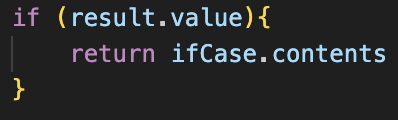 if (result.value){
    return ifCase.contents
}